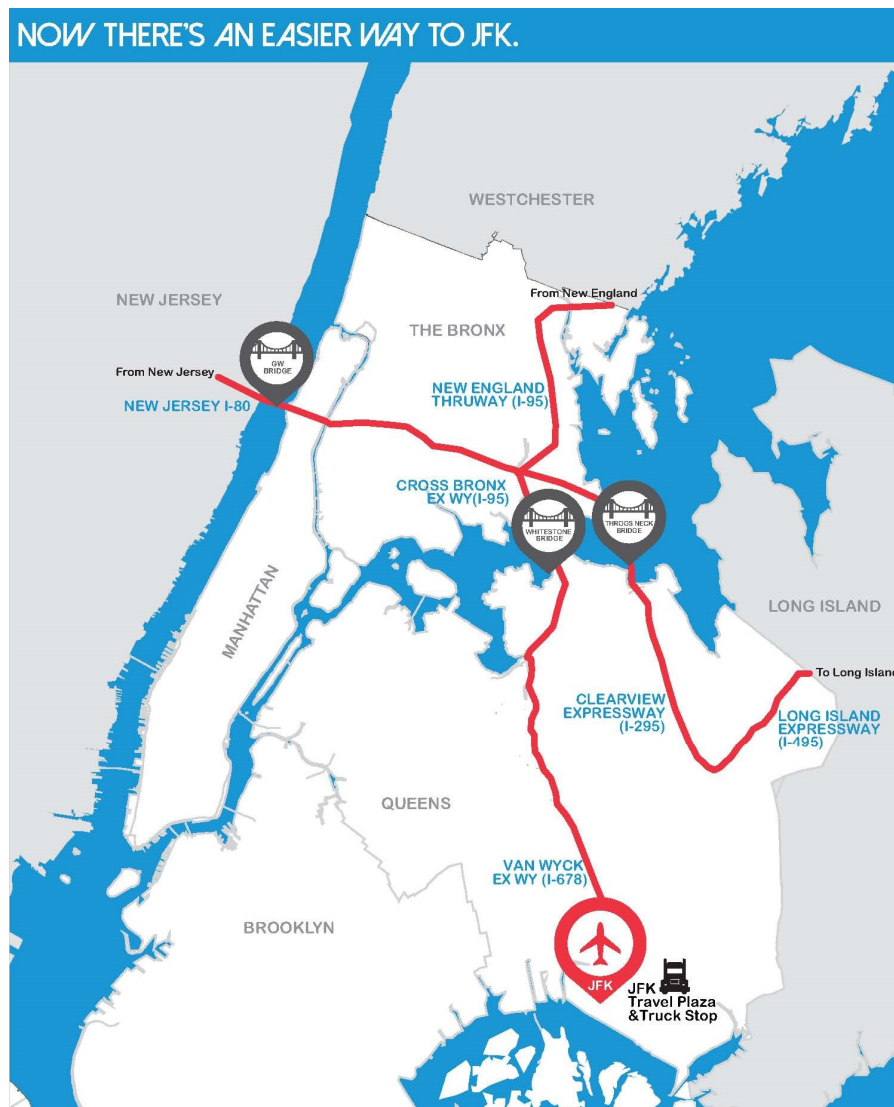 NOW THERE'S AN EASIER WAY TO JFK.
WESTCHESTER
From New England
NEW JERSEY
THE BRONX
GW
BRIDGE
From New Jersey
NEW JERSEY I-80
NEW ENGLAND
THRUWAY (I-95)
CROSS BRONX
EX WY(I-95)
WHITESTONE
BRIDGE
THROGS NECK
BRIDGE
MANHATTAN
LONG ISLAND
To Long Island
CLEARVIEW
EXPRESSWAY
(I-295)
LONG ISLAND
EXPRESSWAY
(I-495)
QUEENS
VAN WYCK
EX WY (I-678)
BROOKLYN
JFK
JFK
Travel Plaza
&Truck Stop